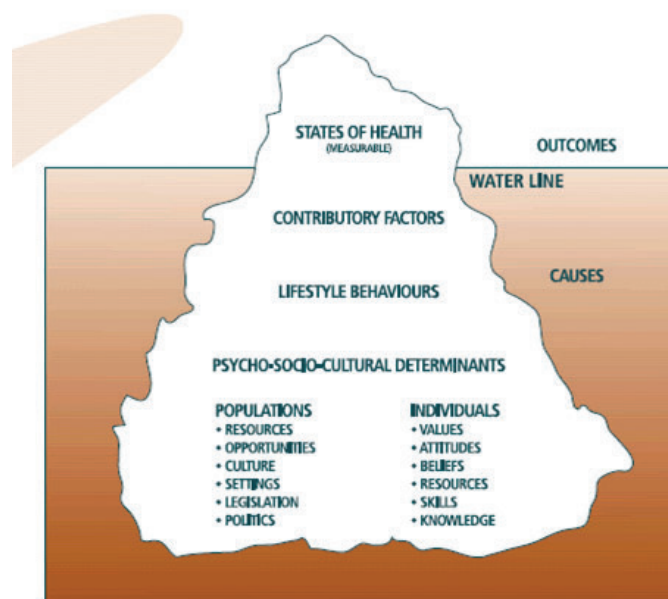 STATES OF HEALTH
(MEASURABLE)
OUTCOMES
WATER LINE
CONTRIBUTORY FACTORS
CAUSES
LIFESTYLE BEHAVIOURS
PSYCHO-SOCIO-CULTURAL DETERMINANTS
POPULATIONS
• RESOURCES
• OPPORTUNITIES
• CULTURE
• SETTINGS
• LEGISLATION
• POLITICS
INDIVIDUALS
• VALUES
• ATTITUDES
• BELIEFS
• RESOURCES
• SKILLS
• KNOWLEDGE